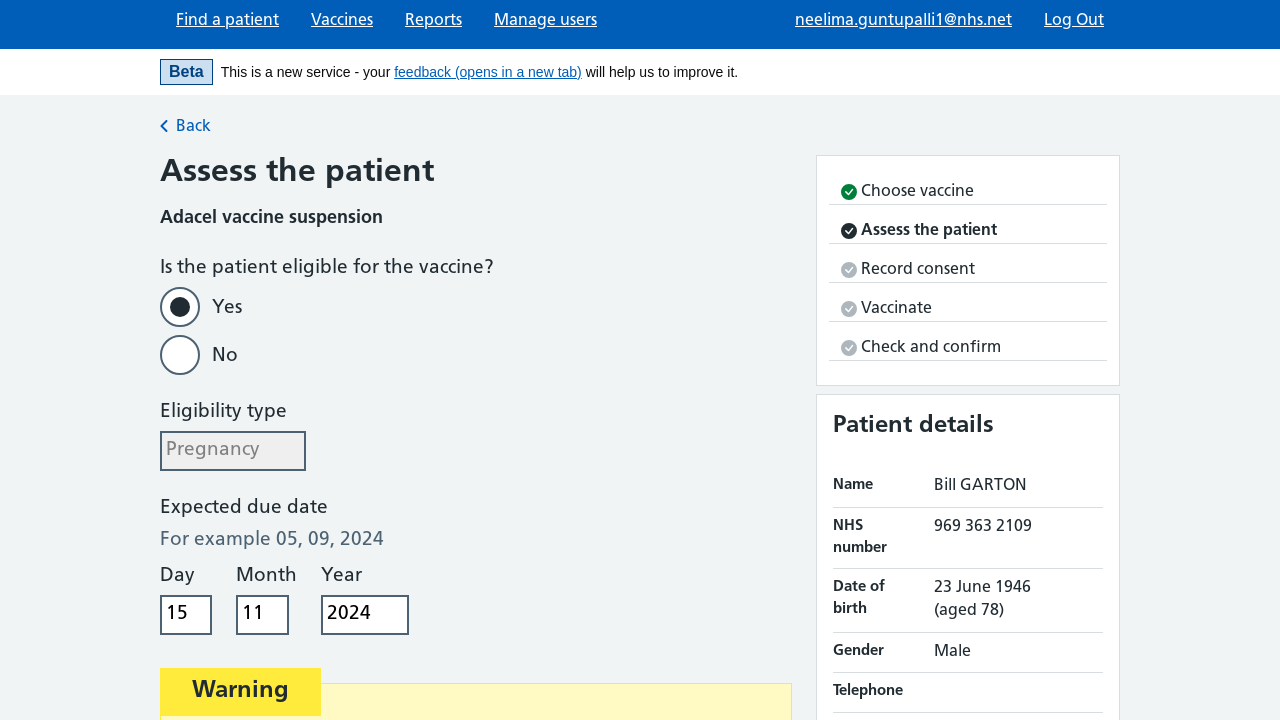 Find a patient Vaccines Reports Manage users neelima.guntupalli1@nhs.net Log Out
Beta This is a new service - your feedback (opens in a new tab) will help us to improve it.
Back
Assess the patient
Adacel vaccine suspension
Is the patient eligible for the vaccine?
Yes
No
Eligibility type
Pregnancy
Expected due date
For example 05, 09, 2024
Day Month Year
15 11 2024
Warning
Choose vaccine
Assess the patient
Record consent
Vaccinate
Check and confirm
Patient details
Name Bill GARTON
NHS number 969 363 2109
Date of birth 23 June 1946 (aged 78)
Gender Male
Telephone